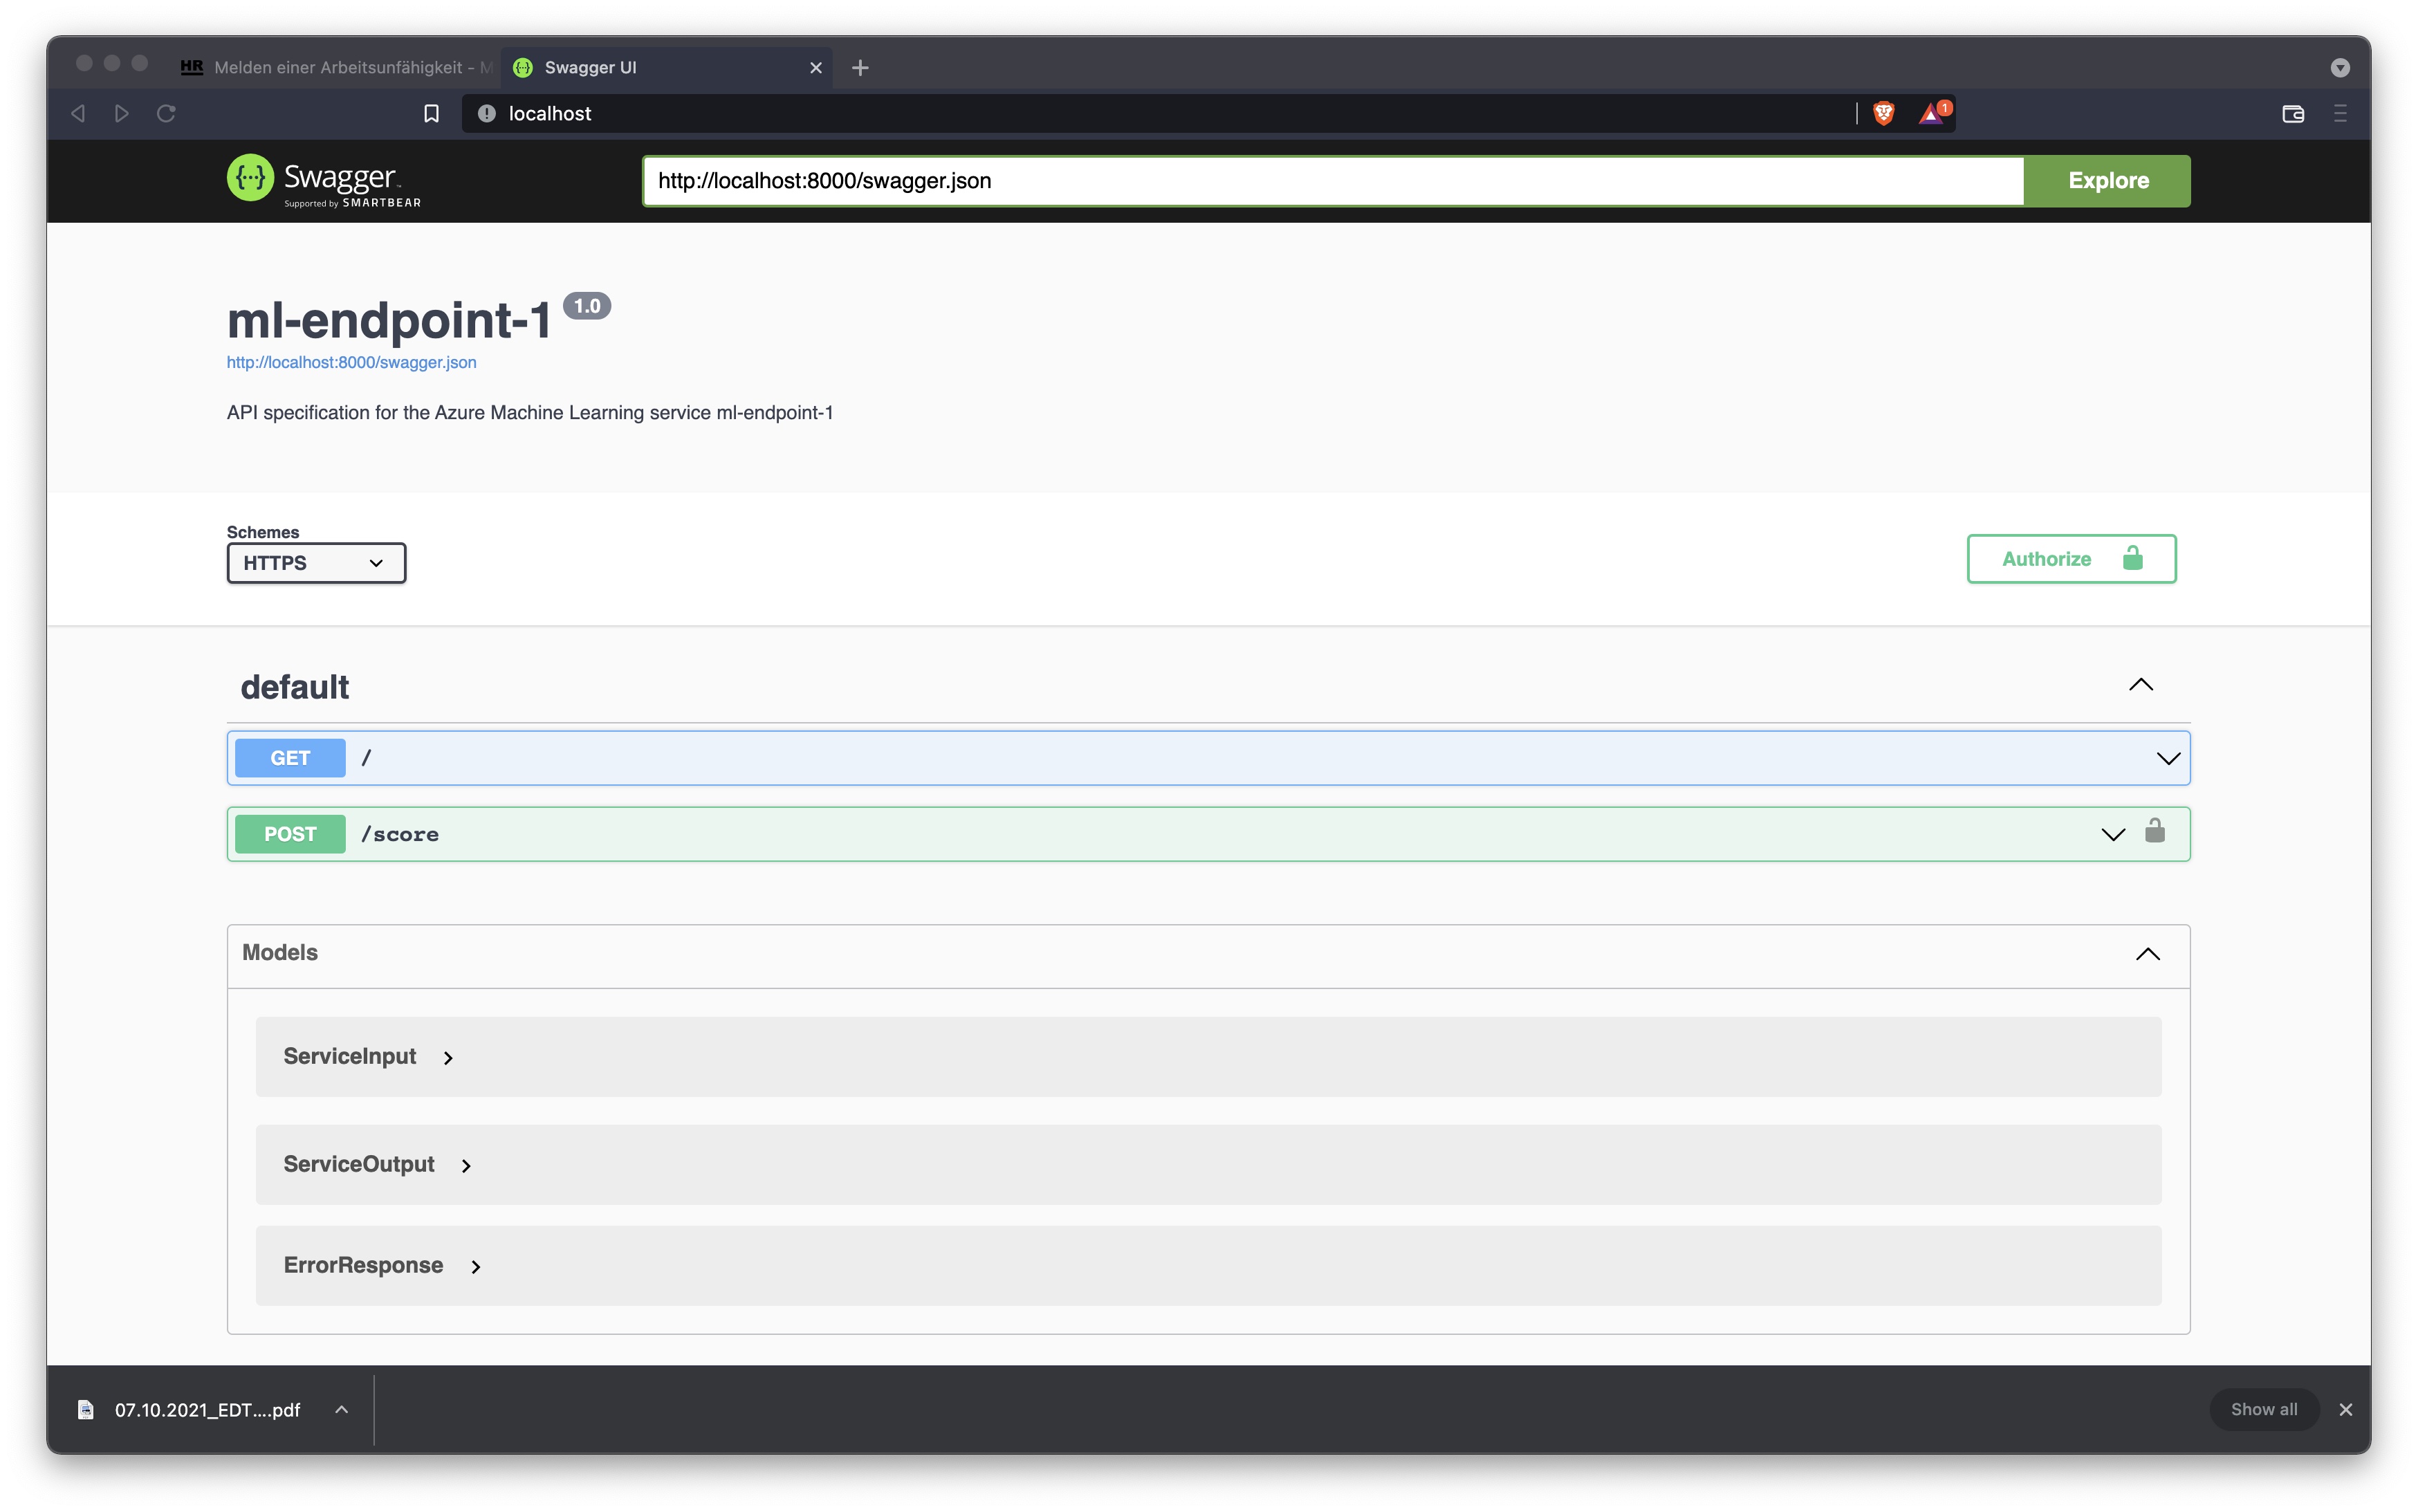 HR Melden einer Arbeitsunfähigkeit - M
Swagger UI
localhost
1
Swagger
Supported by SMARTBEAR
http://localhost:8000/swagger.json
Explore
ml-endpoint-1 1.0
http://localhost:8000/swagger.json
API specification for the Azure Machine Learning service ml-endpoint-1
Schemes
HTTPS
Authorize
default
GET /
POST /score
Models
ServiceInput
ServiceOutput
ErrorResponse
07.10.2021_EDT....pdf
Show all